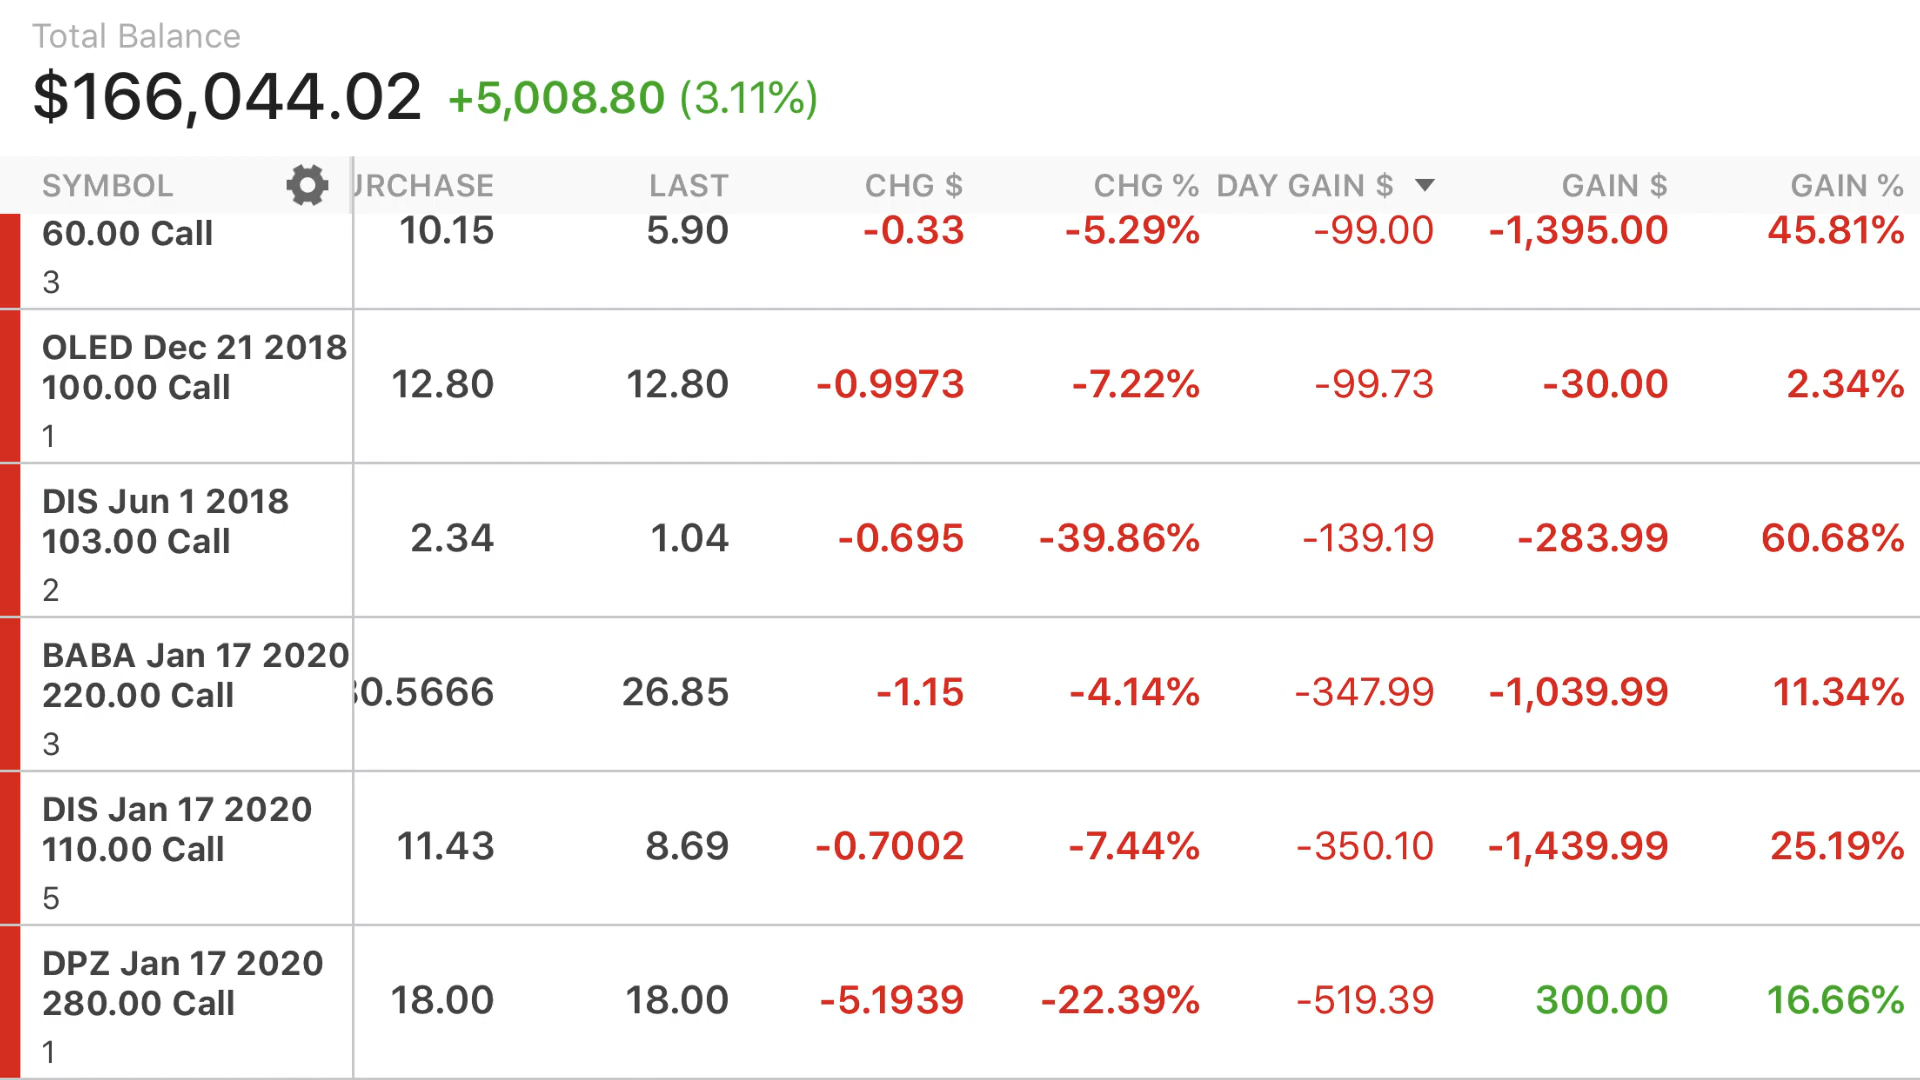 Total Balance
$166,044.02 +5,008.80 (3.11%)
SYMBOL URCHASE LAST CHG $ CHG % DAY GAIN $ GAIN $ GAIN %
60.00 Call 10.15 5.90 -0.33 -5.29% -99.00 -1,395.00 45.81%
3
OLED Dec 21 2018
100.00 Call 12.80 12.80 -0.9973 -7.22% -99.73 -30.00 2.34%
1
DIS Jun 1 2018
103.00 Call 2.34 1.04 -0.695 -39.86% -139.19 -283.99 60.68%
2
BABA Jan 17 2020
220.00 Call 30.5666 26.85 -1.15 -4.14% -347.99 -1,039.99 11.34%
3
DIS Jan 17 2020
110.00 Call 11.43 8.69 -0.7002 -7.44% -350.10 -1,439.99 25.19%
5
DPZ Jan 17 2020
280.00 Call 18.00 18.00 -5.1939 -22.39% -519.39 300.00 16.66%
1